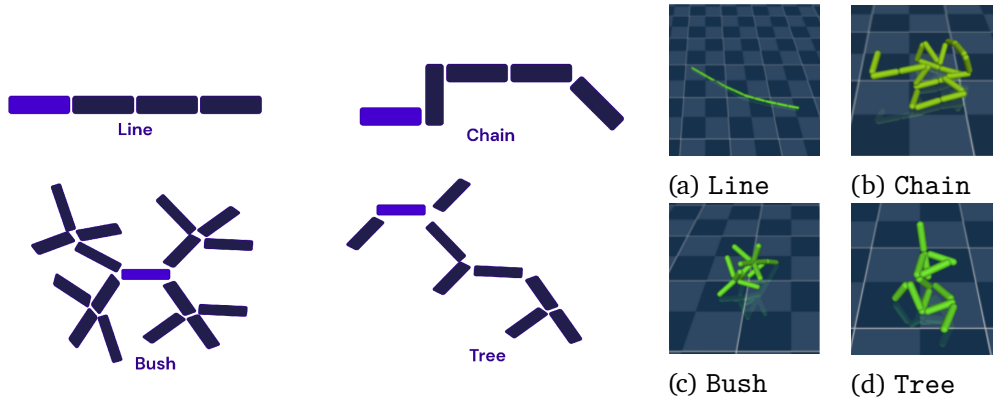 Line
Chain
Bush
Tree
(a) Line
(b) Chain
(c) Bush
(d) Tree